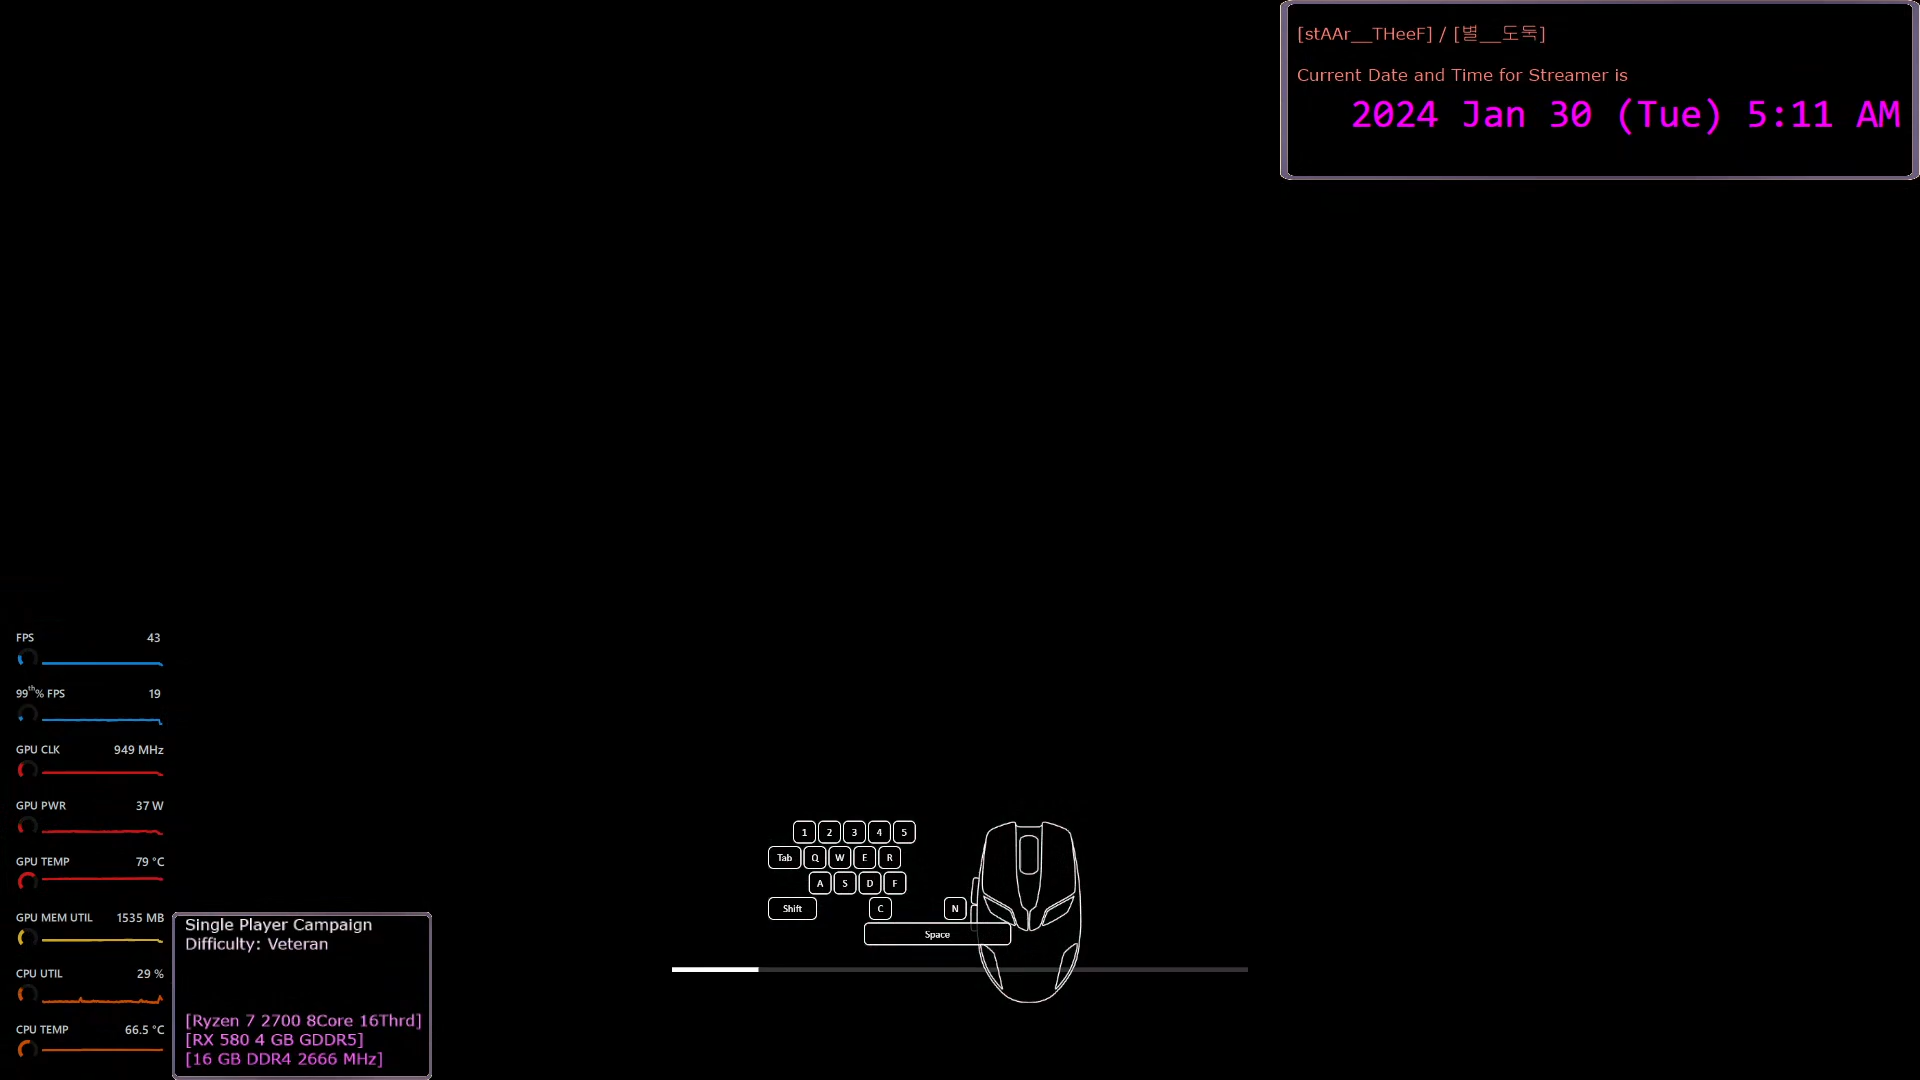 [stAAr__THeeF] / [별__도둑]
Current Date and Time for Streamer is
2024 Jan 30 (Tue) 5:11 AM
FPS 43
99th% FPS 19
GPU CLK 949 MHz
GPU PWR 37 W
GPU TEMP 79 °C
GPU MEM UTIL 1535 MB
CPU UTIL 29 %
CPU TEMP 66.5 °C
Single Player Campaign
Difficulty: Veteran
[Ryzen 7 2700 8Core 16Thrd]
[RX 580 4 GB GDDR5]
[16 GB DDR4 2666 MHz]
1 2 3 4 5
Tab Q W E R
A S D F
Shift C N
Space